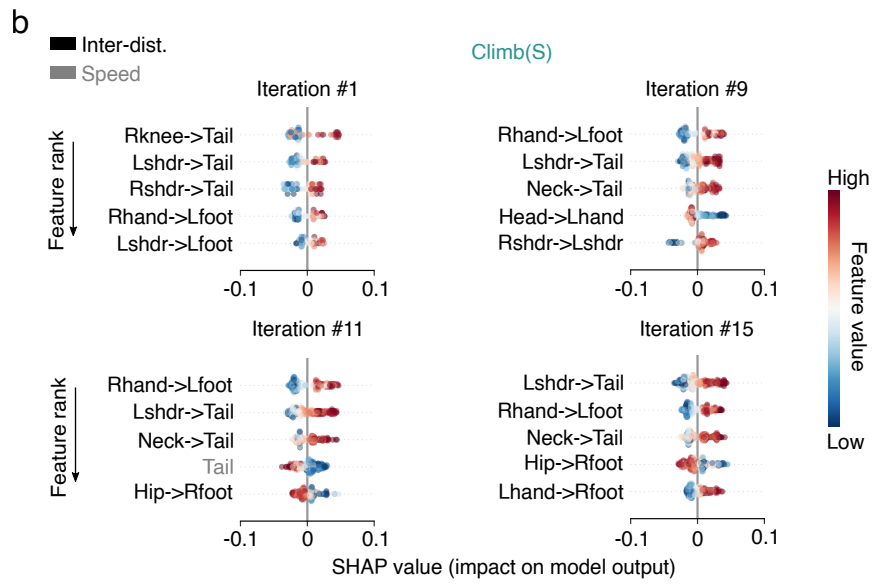 b
Inter-dist.
Speed
Climb(S)
Iteration #1
Feature rank
Rknee->Tail
Lshdr->Tail
Rshdr->Tail
Rhand->Lfoot
Lshdr->Lfoot
-0.1 0 0.1
Iteration #9
Rhand->Lfoot
Lshdr->Tail
Neck->Tail
Head->Lhand
Rshdr->Lshdr
-0.1 0 0.1
High
Feature value
Low
Iteration #11
Feature rank
Rhand->Lfoot
Lshdr->Tail
Neck->Tail
Tail
Hip->Rfoot
-0.1 0 0.1
Iteration #15
Lshdr->Tail
Rhand->Lfoot
Neck->Tail
Hip->Rfoot
Lhand->Rfoot
-0.1 0 0.1
SHAP value (impact on model output)